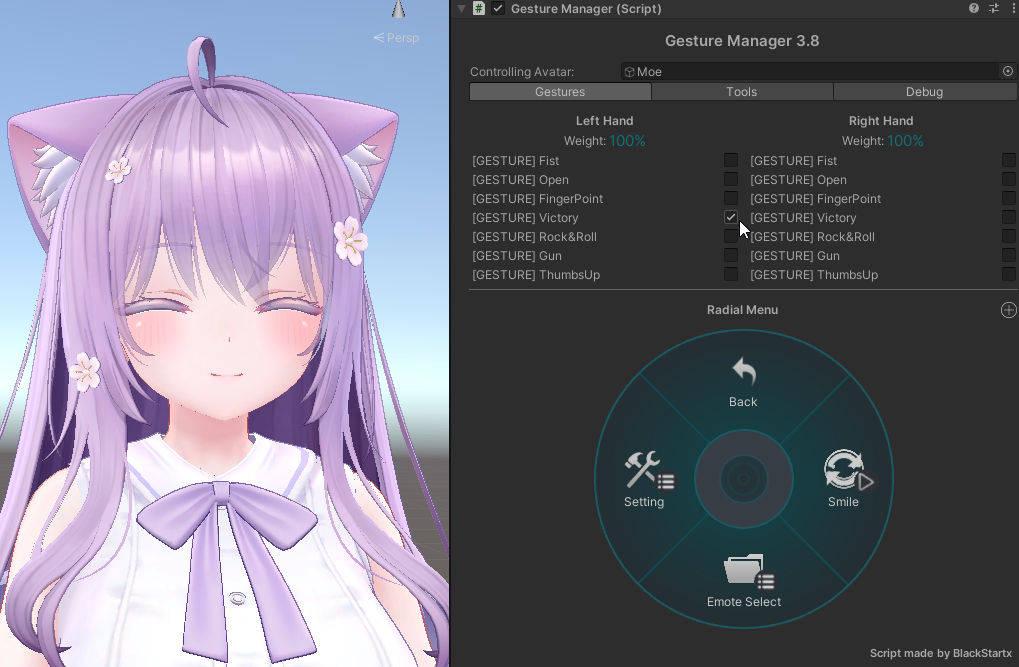 Persp
Gesture Manager (Script)
Gesture Manager 3.8
Controlling Avatar: Moe
Gestures Tools Debug
Left Hand Right Hand
Weight: 100% Weight: 100%
[GESTURE] Fist [GESTURE] Fist
[GESTURE] Open [GESTURE] Open
[GESTURE] FingerPoint [GESTURE] FingerPoint
[GESTURE] Victory [GESTURE] Victory
[GESTURE] Rock&Roll [GESTURE] Rock&Roll
[GESTURE] Gun [GESTURE] Gun
[GESTURE] ThumbsUp [GESTURE] ThumbsUp
Radial Menu
Back
Setting Smile
Emote Select
Script made by BlackStartx